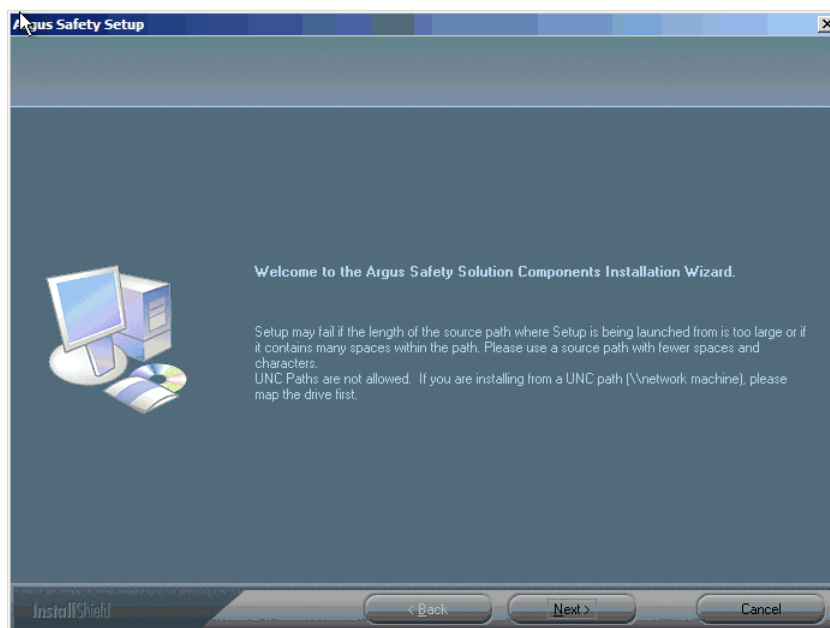 Argus Safety Setup
Welcome to the Argus Safety Solution Components Installation Wizard.
Setup may fail if the length of the source path where Setup is being launched from is too large or if
it contains many spaces within the path. Please use a source path with fewer spaces and
characters.
UNC Paths are not allowed. If you are installing from a UNC path (\\network machine), please
map the drive first.
InstallShield
< Back
Next >
Cancel